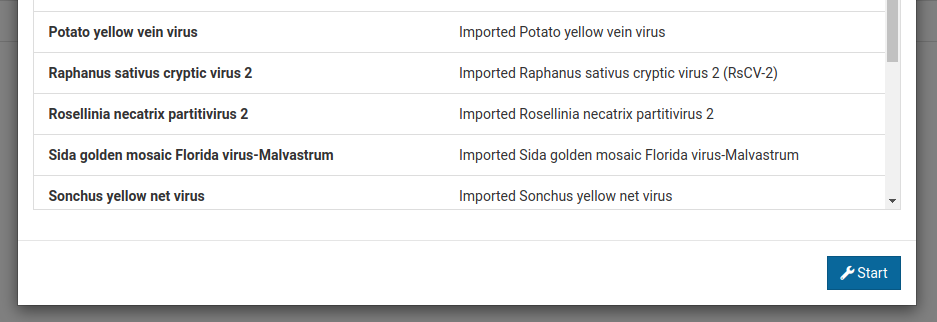 Potato yellow vein virus Imported Potato yellow vein virus
Raphanus sativus cryptic virus 2 Imported Raphanus sativus cryptic virus 2 (RsCV-2)
Rosellinia necatrix partitivirus 2 Imported Rosellinia necatrix partitivirus 2
Sida golden mosaic Florida virus-Malvastrum Imported Sida golden mosaic Florida virus-Malvastrum
Sonchus yellow net virus Imported Sonchus yellow net virus
Start